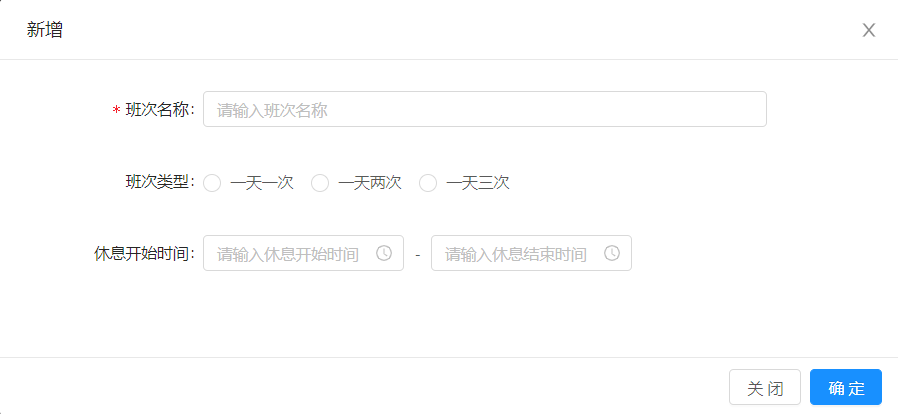 新增
* 班次名称： 请输入班次名称
班次类型： 一天一次 一天两次 一天三次
休息开始时间： 请输入休息开始时间 - 请输入休息结束时间
关 闭 确 定